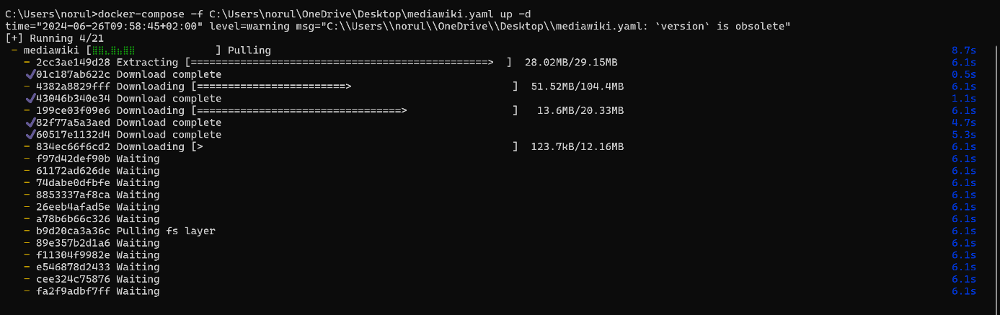 C:\Users\norul>docker-compose -f C:\Users\norul\OneDrive\Desktop\mediawiki.yaml up -d
time="2024-06-26T09:58:45+02:00" level=warning msg="C:\\Users\\norul\\OneDrive\\Desktop\\mediawiki.yaml: `version` is obsolete"
[+] Running 4/21
- mediawiki [⣿⣿⣄⣿⣦⣿⣿             ] Pulling 8.7s
- 2cc3ae149d28 Extracting [================================================>  ]  28.02MB/29.15MB 6.1s
✔01c187ab622c Download complete 0.5s
- 4382a8829fff Downloading [========================>                          ]  51.52MB/104.4MB 6.1s
✔43046b340e34 Download complete 1.1s
- 199ce03f09e6 Downloading [=================================>                 ]   13.6MB/20.33MB 6.1s
✔82f77a5a3aed Download complete 4.7s
✔60517e1132d4 Download complete 5.3s
- 834ec66f6cd2 Downloading [>                                                  ]  123.7kB/12.16MB 6.1s
- f97d42def90b Waiting 6.1s
- 61172ad626de Waiting 6.1s
- 74dabe0dfbfe Waiting 6.1s
- 8853337af8ca Waiting 6.1s
- 26eeb4afad5e Waiting 6.1s
- a78b6b66c326 Waiting 6.1s
- b9d20ca3a36c Pulling fs layer 6.1s
- 89e357b2d1a6 Waiting 6.1s
- f11304f9982e Waiting 6.1s
- e546878d2433 Waiting 6.1s
- cee324c75876 Waiting 6.1s
- fa2f9adbf7ff Waiting 6.1s